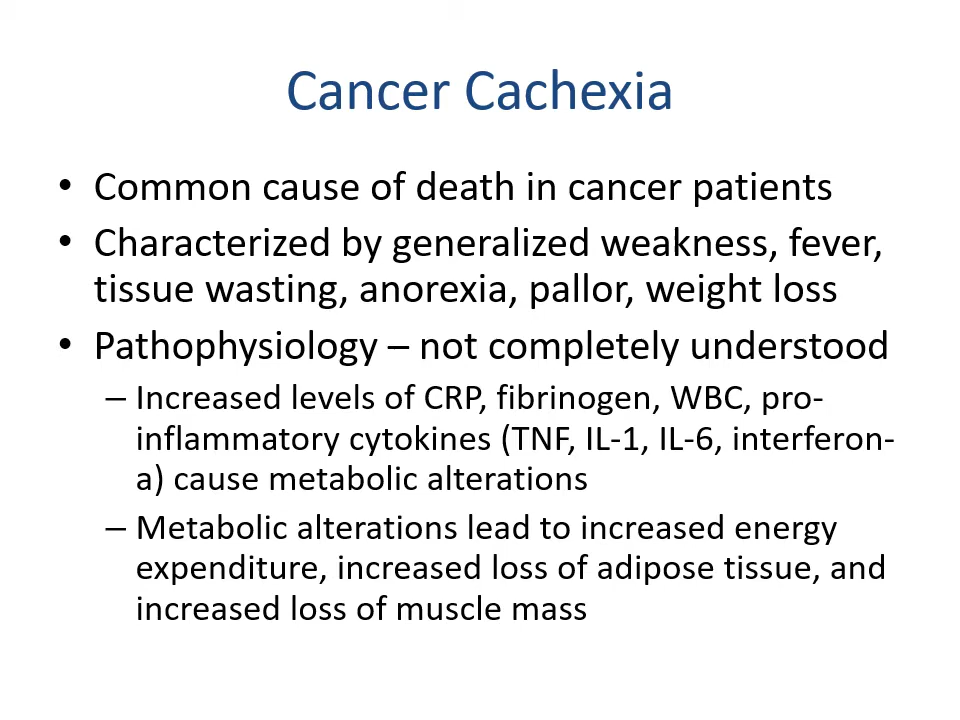 Cancer Cachexia
• Common cause of death in cancer patients
• Characterized by generalized weakness, fever,
tissue wasting, anorexia, pallor, weight loss
• Pathophysiology – not completely understood
– Increased levels of CRP, fibrinogen, WBC, pro-
inflammatory cytokines (TNF, IL-1, IL-6, interferon-
a) cause metabolic alterations
– Metabolic alterations lead to increased energy
expenditure, increased loss of adipose tissue, and
increased loss of muscle mass